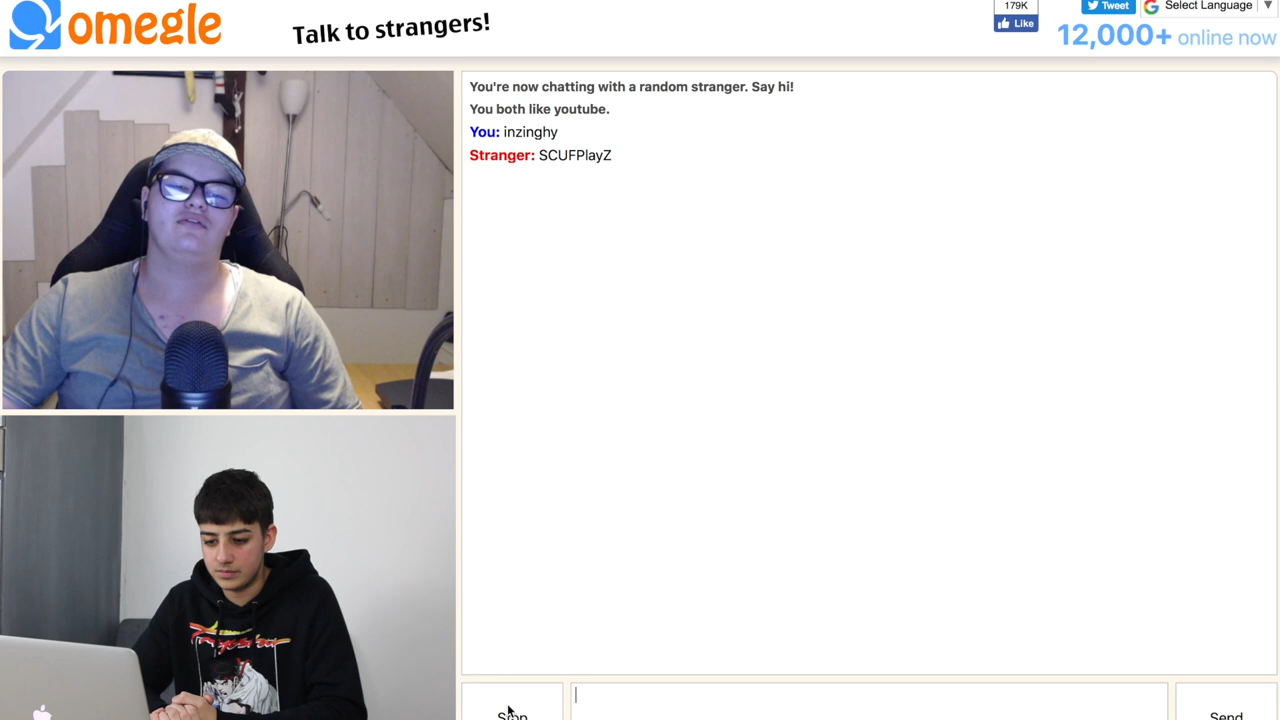 omegle
Talk to strangers!
179K
Like
Tweet
Select Language ▼
12,000+ online now
You're now chatting with a random stranger. Say hi!
You both like youtube.
You: inzinghy
Stranger: SCUFPlayZ
Stop
Send